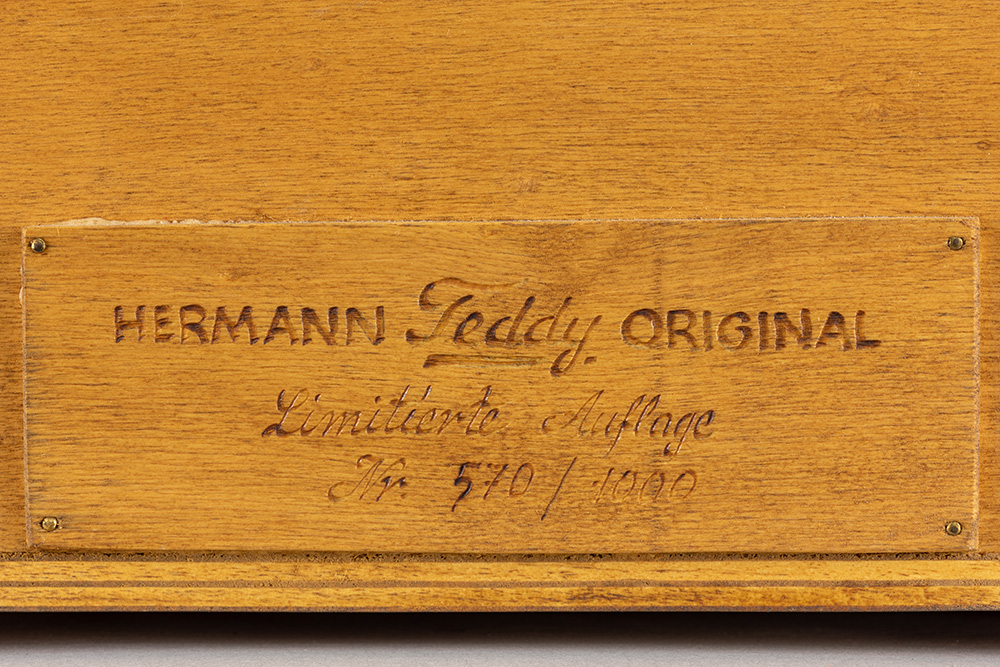 HERMANN Teddy ORIGINAL
Limitierte Auflage
Nr. 570 / 1000